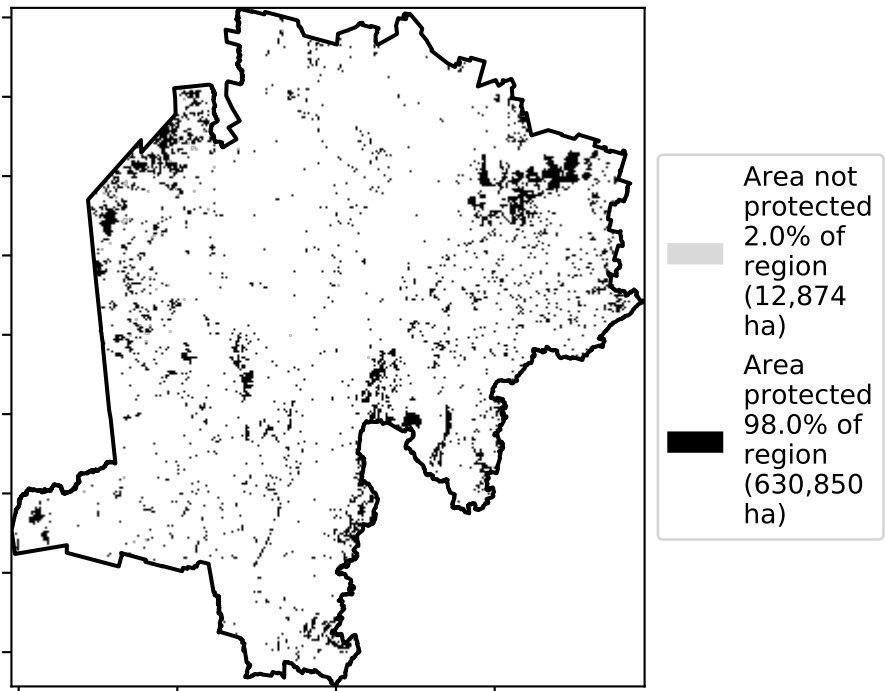 Area not
protected
2.0% of
region
(12,874
ha)
Area
protected
98.0% of
region
(630,850
ha)